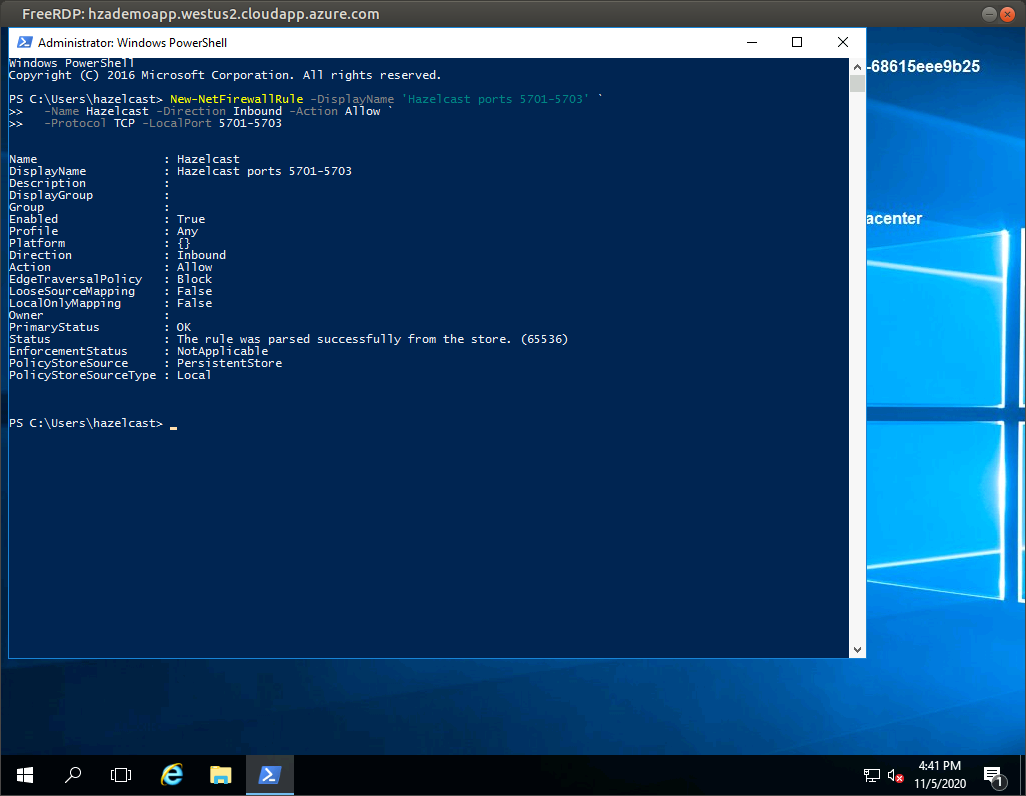 FreeRDP: hzademoapp.westus2.cloudapp.azure.com
Administrator: Windows PowerShell
-68615eee9b25
acenter
Windows PowerShell
Copyright (C) 2016 Microsoft Corporation. All rights reserved.
PS C:\Users\hazelcast> New-NetFirewallRule -DisplayName 'Hazelcast ports 5701-5703' `
>>   -Name Hazelcast -Direction Inbound -Action Allow `
>>   -Protocol TCP -LocalPort 5701-5703
Name                  : Hazelcast
DisplayName           : Hazelcast ports 5701-5703
Description           :
DisplayGroup          :
Group                 :
Enabled               : True
Profile               : Any
Platform              : {}
Direction             : Inbound
Action                : Allow
EdgeTraversalPolicy   : Block
LooseSourceMapping    : False
LocalOnlyMapping      : False
Owner                 :
PrimaryStatus         : OK
Status                : The rule was parsed successfully from the store. (65536)
EnforcementStatus     : NotApplicable
PolicyStoreSource     : PersistentStore
PolicyStoreSourceType : Local
PS C:\Users\hazelcast> _
4:41 PM
11/5/2020
1